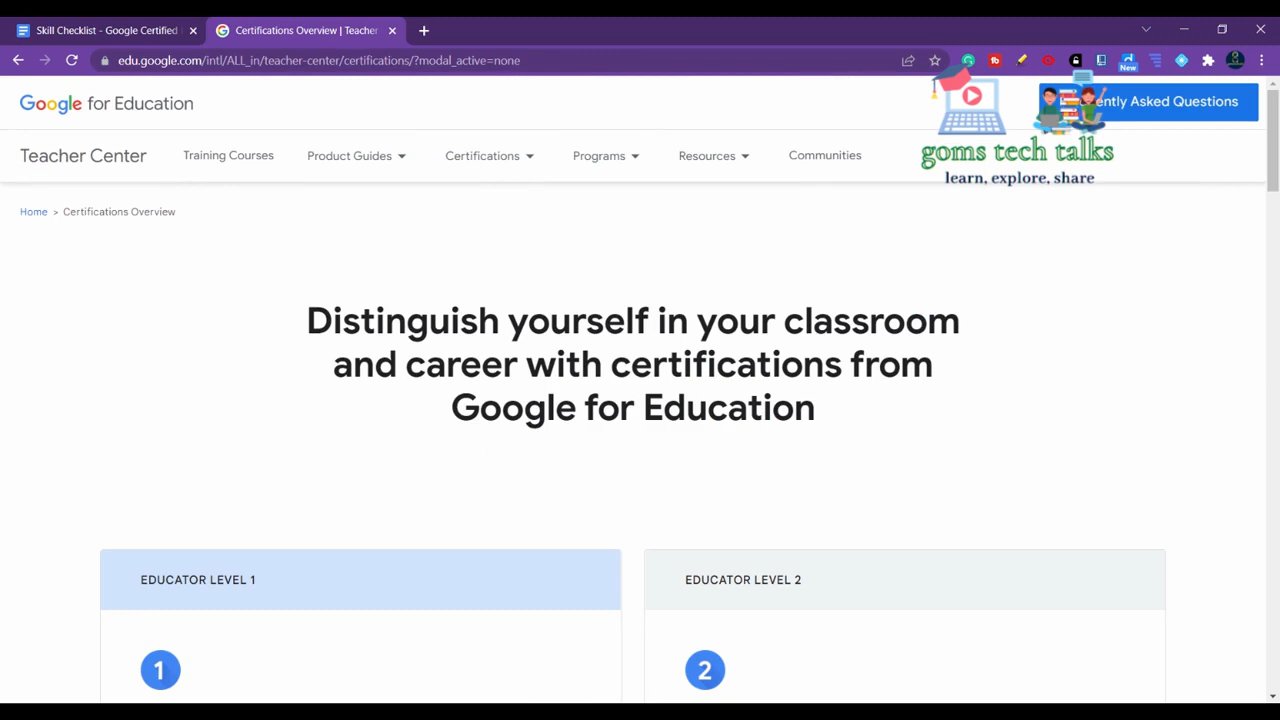 Skill Checklist - Google Certified
Certifications Overview | Teacher
edu.google.com/intl/ALL_in/teacher-center/certifications/?modal_active=none
New
Google for Education
ently Asked Questions
Teacher Center
Training Courses
Product Guides
Certifications
Programs
Resources
Communities
goms tech talks
learn, explore, share
Home > Certifications Overview
Distinguish yourself in your classroom
and career with certifications from
Google for Education
EDUCATOR LEVEL 1
EDUCATOR LEVEL 2
1
2